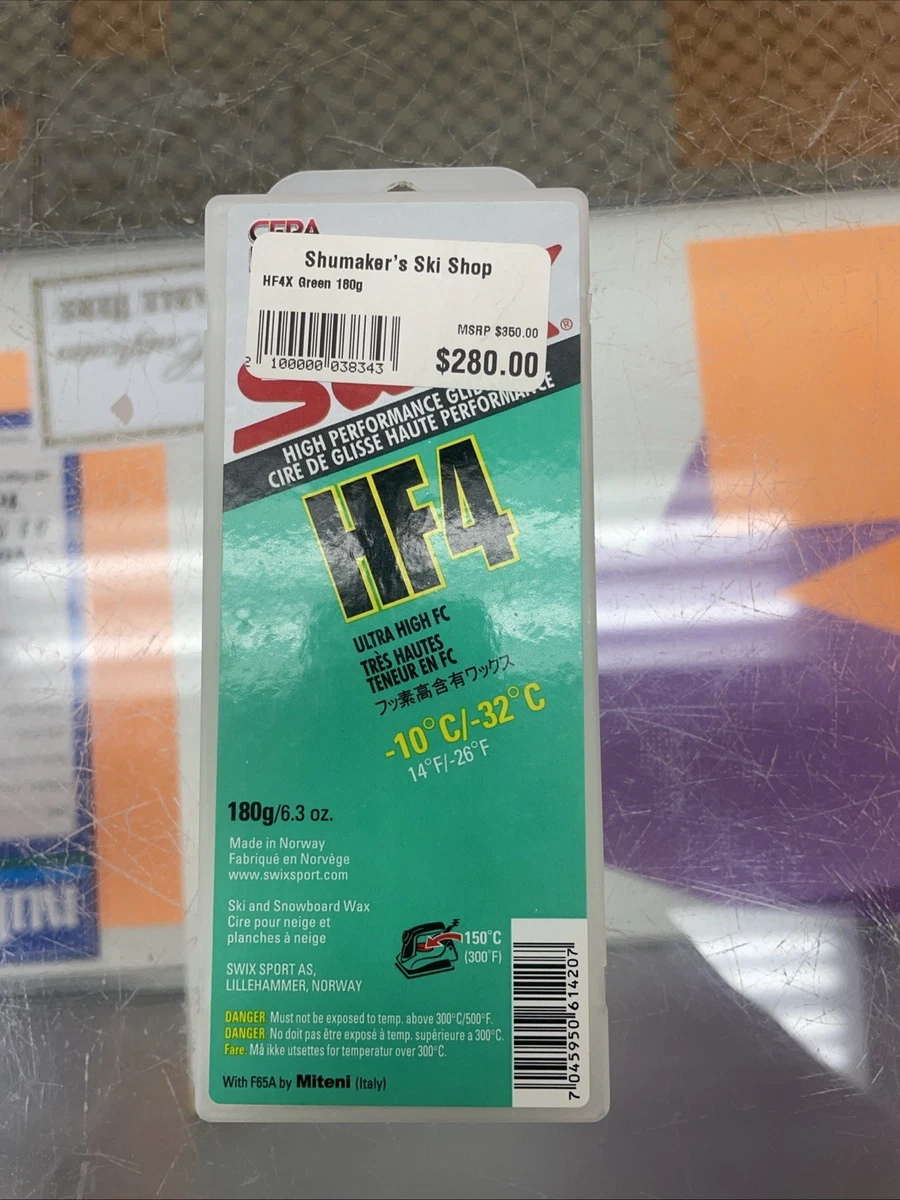 CERA
Shumaker's Ski Shop
HF4X Green 180g
MSRP $350.00
$280.00
2 100000 038343
®
HIGH PERFORMANCE
CIRE DE GLISSE HAUTE PERFORMANCE
HF4
ULTRA HIGH FC
TRÈS HAUTES
TENEUR EN FC
フッ素高含有ワックス
-10°C/-32°C
14°F/-26°F
180g/6.3 oz.
Made in Norway
Fabriqué en Norvège
www.swixsport.com
Ski and Snowboard Wax
Cire pour neige et
planches à neige
150°C
(300°F)
SWIX SPORT AS,
LILLEHAMMER, NORWAY
DANGER. Must not be exposed to temp. above 300°C/500°F.
DANGER. No doit pas être exposé à temp. supérieure a 300°C.
Fare. Må ikke utsettes for temperatur over 300°C.
With F65A by Miteni (Italy)
7 045950 614207